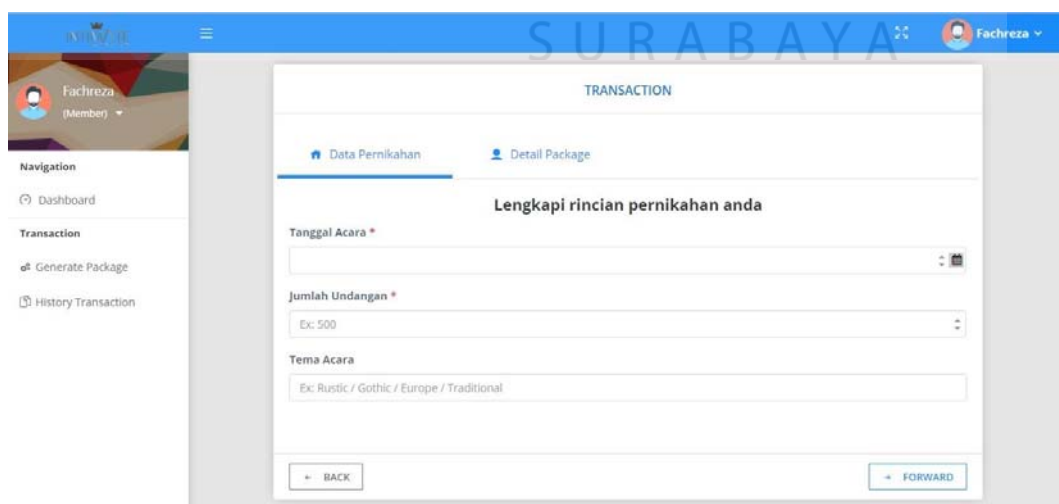 SURABAYA
Fachreza
Fachreza
(Member)
Navigation
Dashboard
Transaction
Generate Package
History Transaction
TRANSACTION
Data Pernikahan
Detail Package
Lengkapi rincian pernikahan anda
Tanggal Acara *
Jumlah Undangan *
Ex: 500
Tema Acara
Ex: Rustic / Gothic / Europe / Traditional
BACK
FORWARD